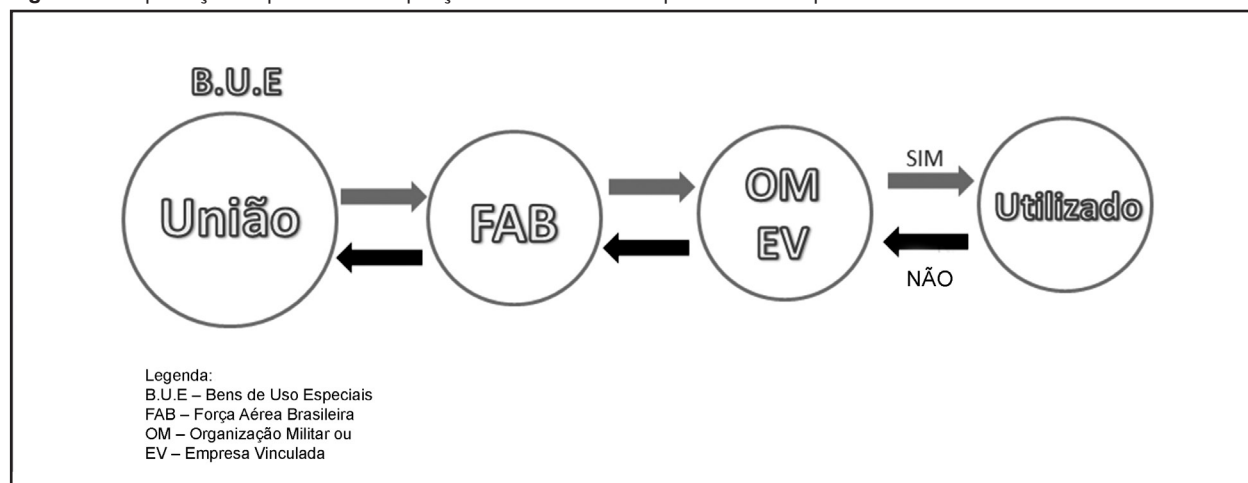 B.U.E
União
FAB
OM
EV
SIM
NÃO
Utilizado
Legenda:
B.U.E – Bens de Uso Especiais
FAB – Força Aérea Brasileira
OM – Organização Militar ou
EV – Empresa Vinculada